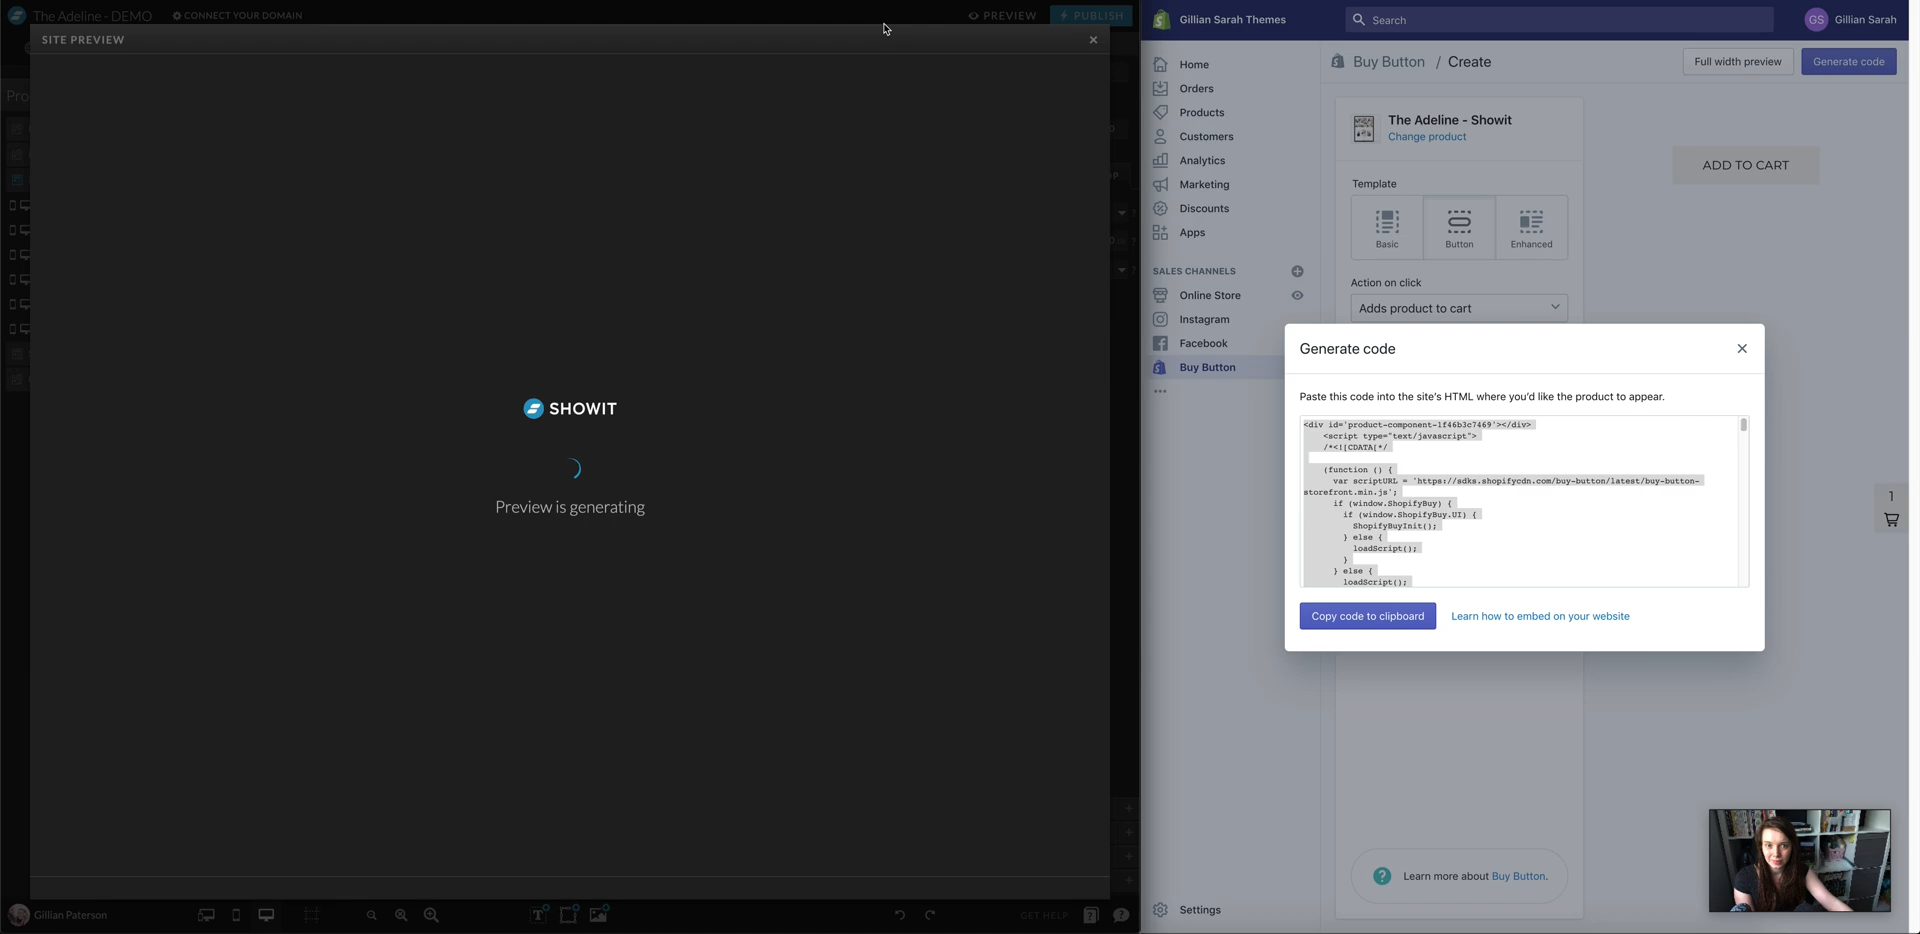 The Adeline - DEMO
CONNECT YOUR DOMAIN
PREVIEW
PUBLISH
SITE PREVIEW
Pro
SHOWIT
Preview is generating
Gillian Paterson
T
GET HELP
Gillian Sarah Themes
Search
GS
Gillian Sarah
Home
Orders
Products
Customers
Analytics
Marketing
Discounts
Apps
SALES CHANNELS
Online Store
Instagram
Facebook
Buy Button
Settings
Buy Button / Create
Full width preview
Generate code
The Adeline - Showit
Change product
Template
Basic
Button
Enhanced
Action on click
Adds product to cart
ADD TO CART
1
Generate code
Paste this code into the site's HTML where you'd like the product to appear.
<div id='product-component-1f46b3c7469'></div>
<script type="text/javascript">
/*<![CDATA[*/
(function () {
var scriptURL = 'https://sdks.shopifycdn.com/buy-button/latest/buy-button-
storefront.min.js';
if (window.ShopifyBuy) {
if (window.ShopifyBuy.UI) {
ShopifyBuyInit();
} else {
loadScript();
}
} else {
loadScript();
Copy code to clipboard
Learn how to embed on your website
Learn more about Buy Button.